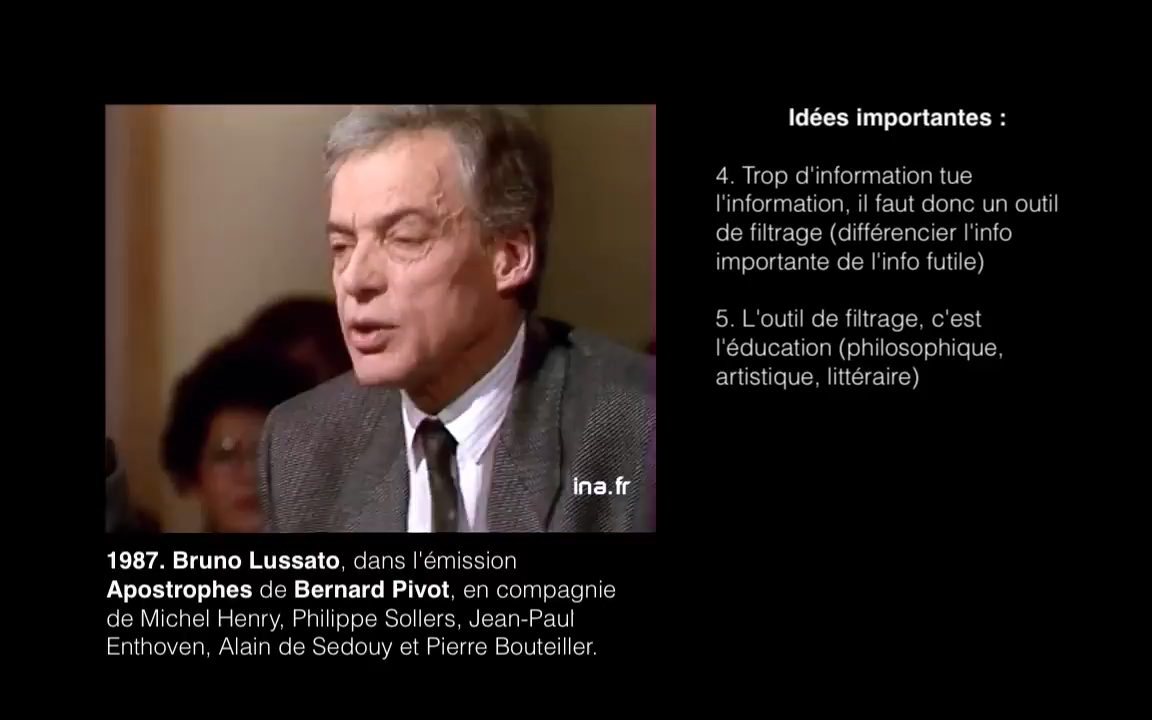 Idées importantes :
4. Trop d'information tue
l'information, il faut donc un outil
de filtrage (différencier l'info
importante de l'info futile)
5. L'outil de filtrage, c'est
l'éducation (philosophique,
artistique, littéraire)
ina.fr
1987. Bruno Lussato, dans l'émission
Apostrophes de Bernard Pivot, en compagnie
de Michel Henry, Philippe Sollers, Jean-Paul
Enthoven, Alain de Sedouy et Pierre Bouteiller.